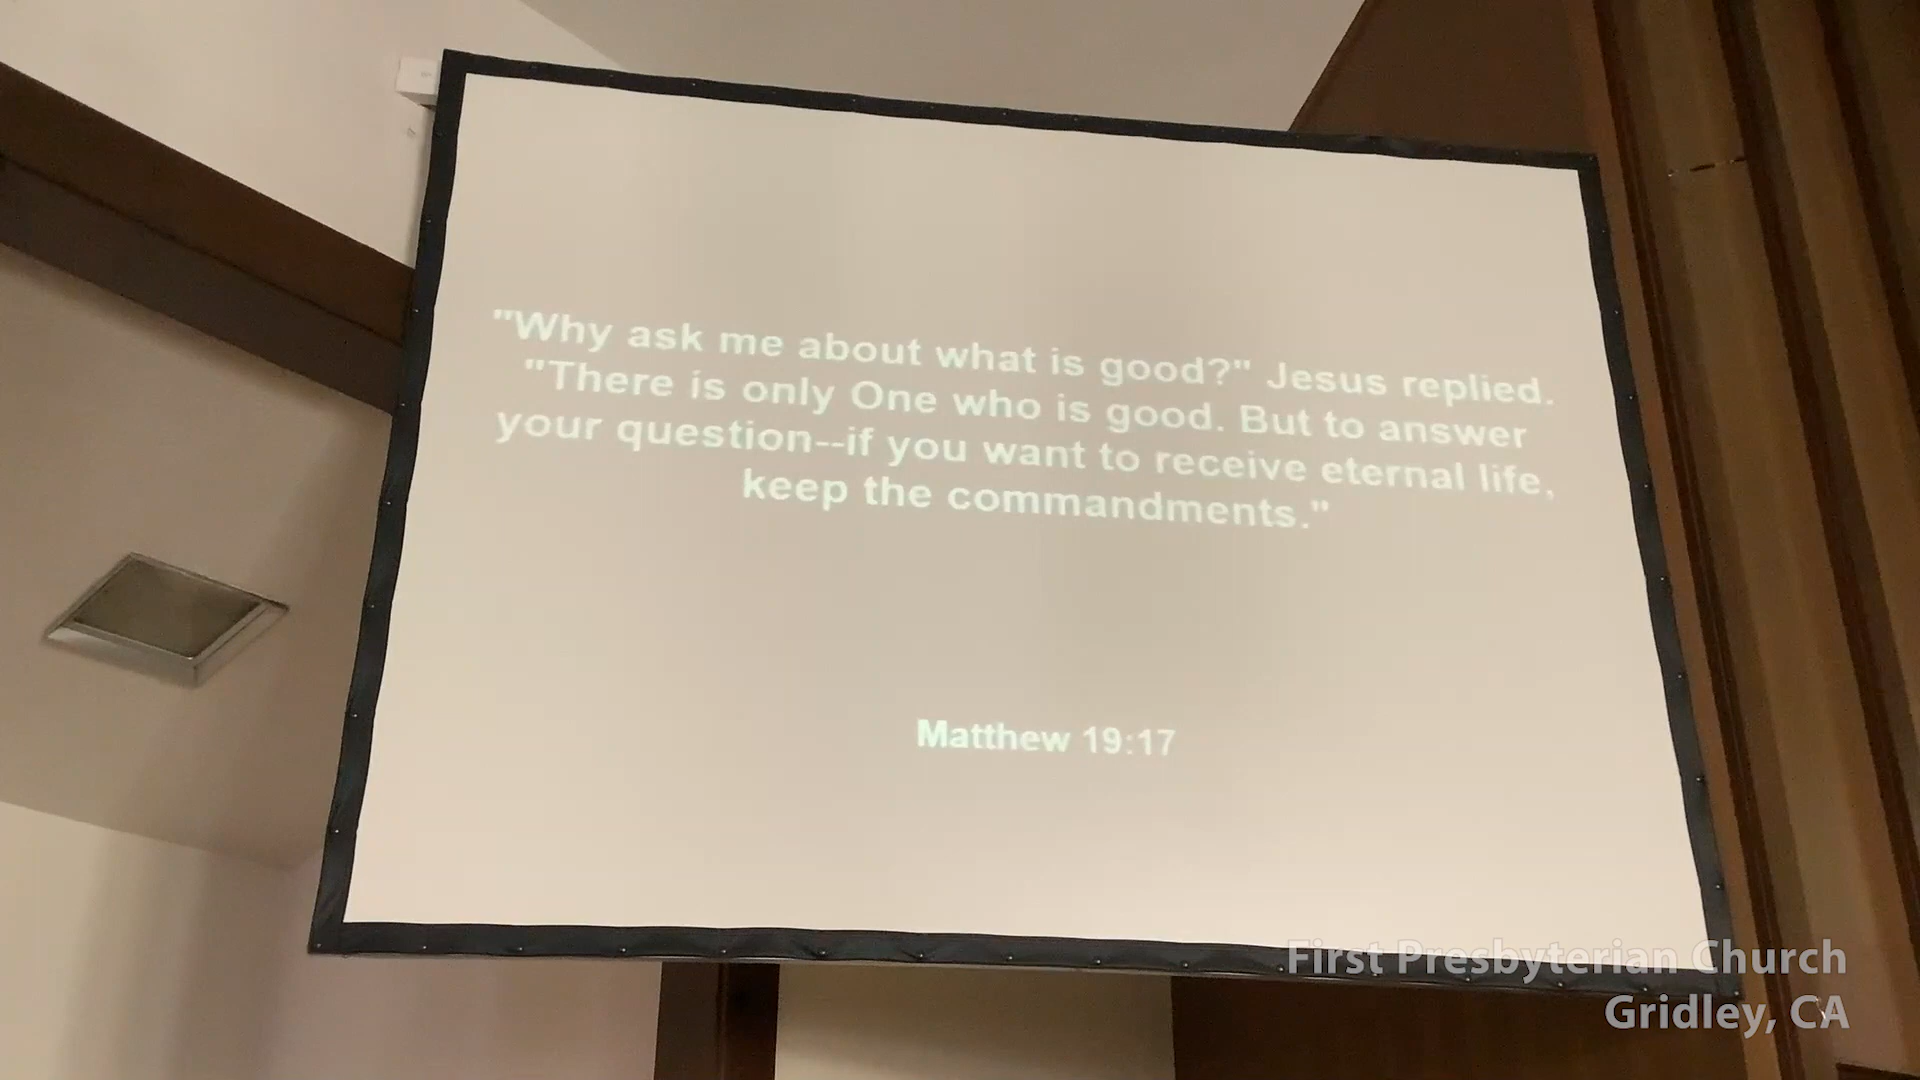 "Why ask me about what is good?" Jesus replied.
"There is only One who is good. But to answer
your question--if you want to receive eternal life,
keep the commandments."
Matthew 19:17
First Presbyterian Church
Gridley, CA